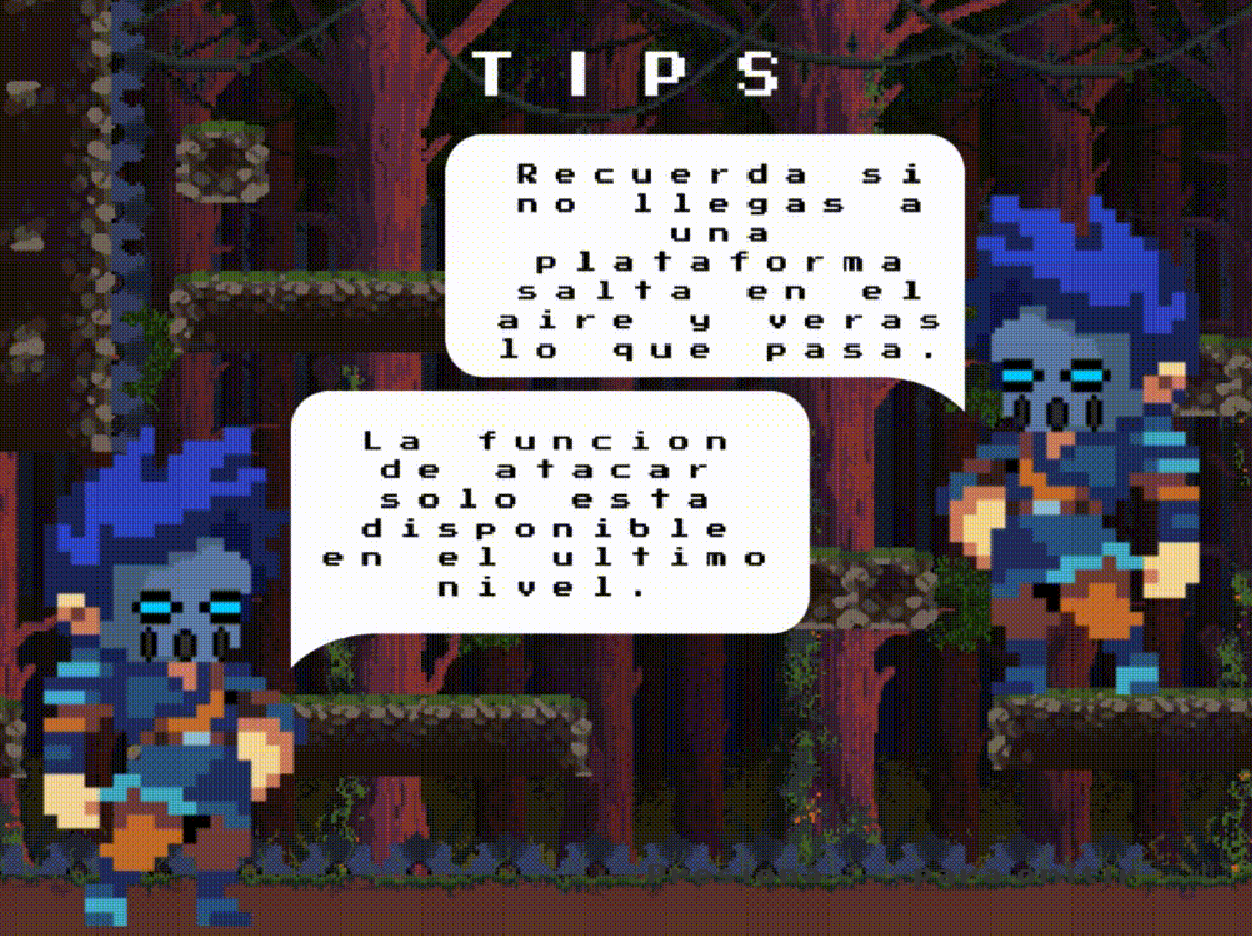 TIPS
Recuerda si
no llegas a
una
plataforma
salta en el
aire y veras
lo que pasa.
La funcion
de atacar
solo esta
disponible
en el ultimo
nivel.